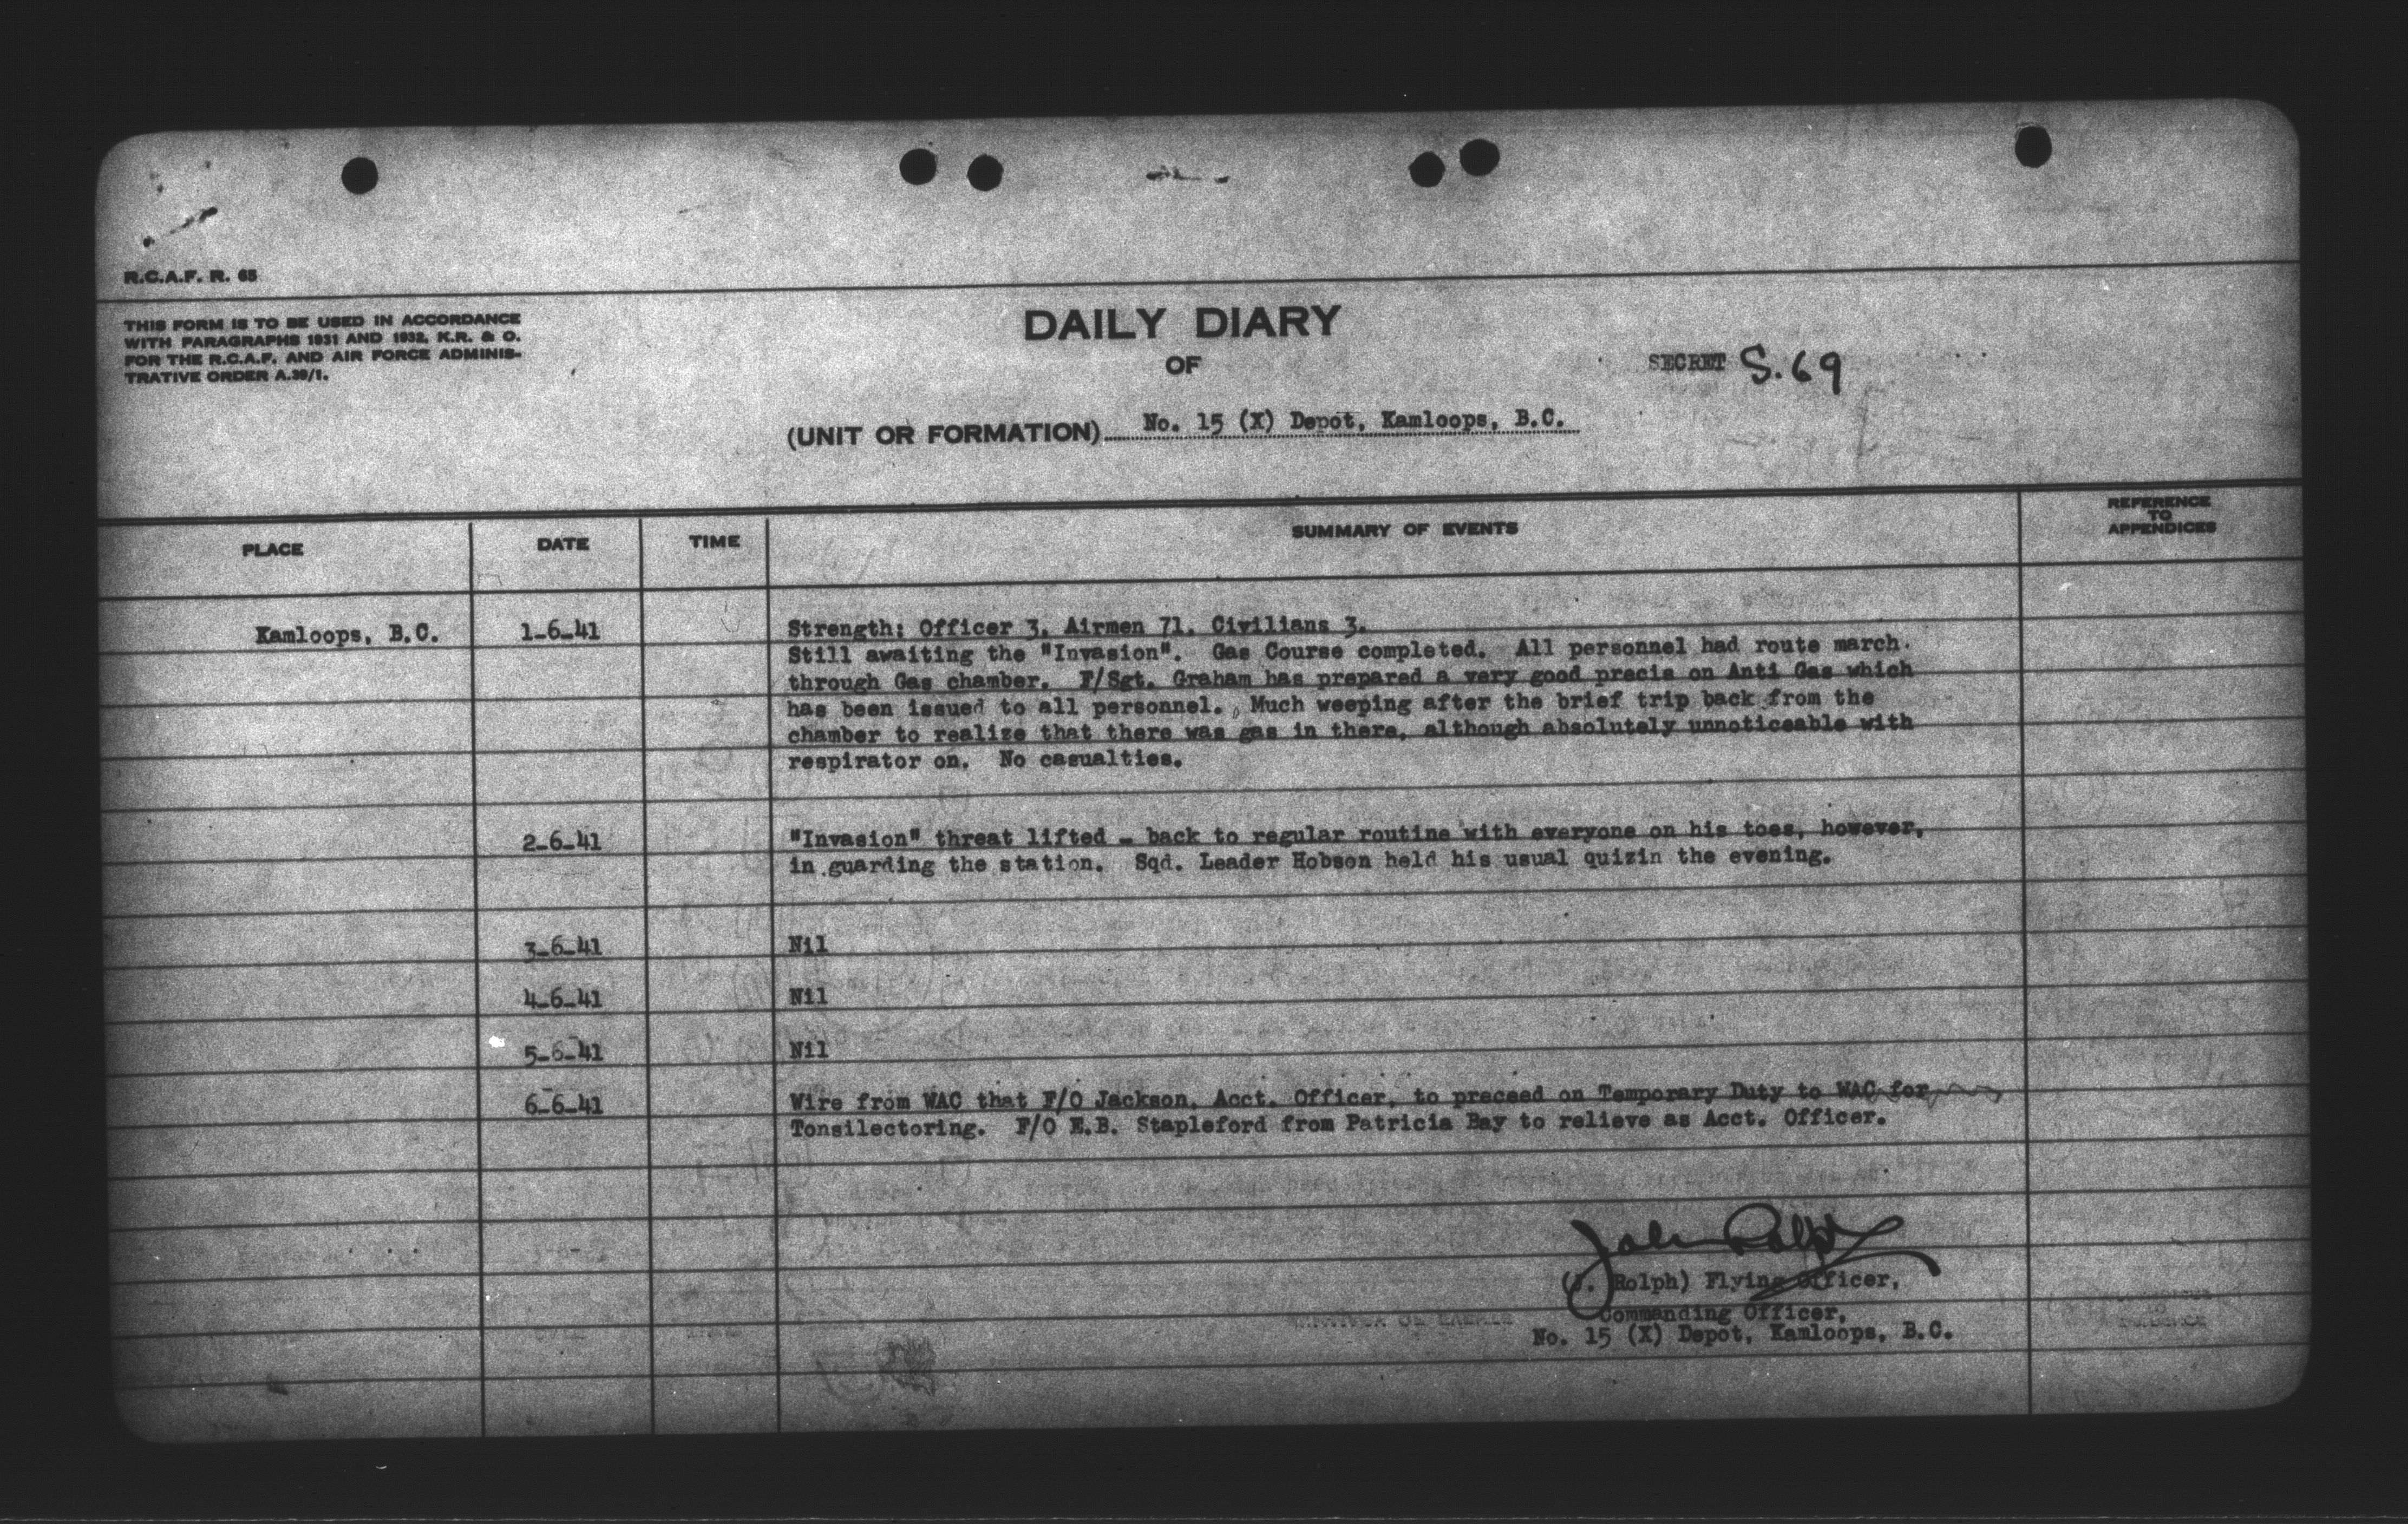 R.C.A.F. R. 65
THIS FORM IS TO BE USED IN ACCORDANCE
WITH PARAGRAPHS 1931 AND 1932, K.R. & O.
FOR THE R.C.A.F. AND AIR FORCE ADMINIS-
TRATIVE ORDER A.39/1.
DAILY DIARY
OF
SECRET S.69
(UNIT OR FORMATION) No. 15 (X) Depot, Kamloops, B.C.
PLACE DATE TIME SUMMARY OF EVENTS REFERENCE
TO
APPENDICES
Kamloops, B.C. 1-6-41 Strength: Officer 3, Airmen 71, Civilians 3.
Still awaiting the "Invasion". Gas Course completed. All personnel had route march.
through Gas chamber. F/Sgt. Graham has prepared a very good precis on Anti Gas which
has been issued to all personnel. Much weeping after the brief trip back from the
chamber to realize that there was gas in there, although absolutely unnoticeable with
respirator on. No casualties.
2-6-41 "Invasion" threat lifted - back to regular routine with everyone on his toes, however,
in guarding the station. Sqd. Leader Hobson held his usual quizin the evening.
3-6-41 Nil
4-6-41 Nil
5-6-41 Nil
6-6-41 Wire from WAC that F/O Jackson, Acct. Officer, to preceed on Temporary Duty to WAC for
Tonsilectoring. F/O E.B. Stapleford from Patricia Bay to relieve as Acct. Officer.
John Rolph
(J. Rolph) Flying Officer,
Commanding Officer,
No. 15 (X) Depot, Kamloops, B.C.